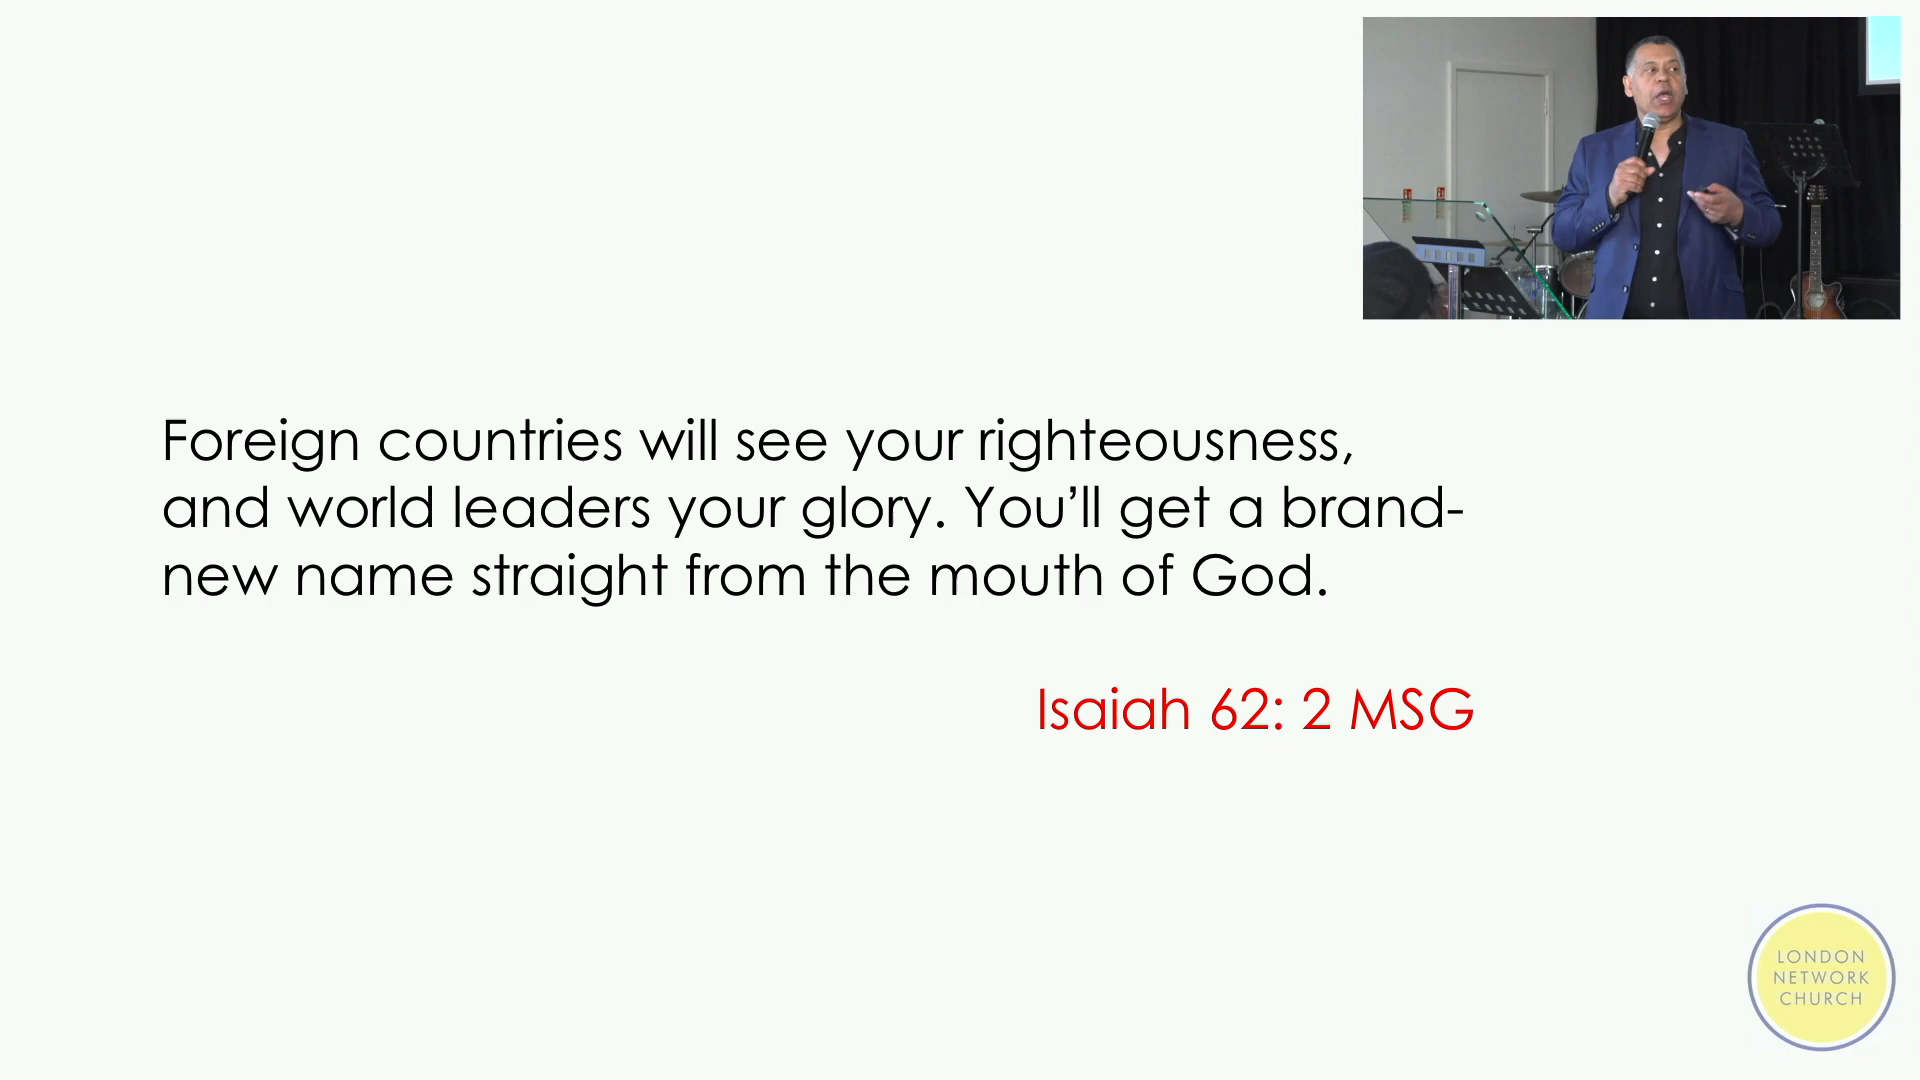 Foreign countries will see your righteousness,
and world leaders your glory. You’ll get a brand-
new name straight from the mouth of God.
Isaiah 62: 2 MSG
LONDON
NETWORK
CHURCH